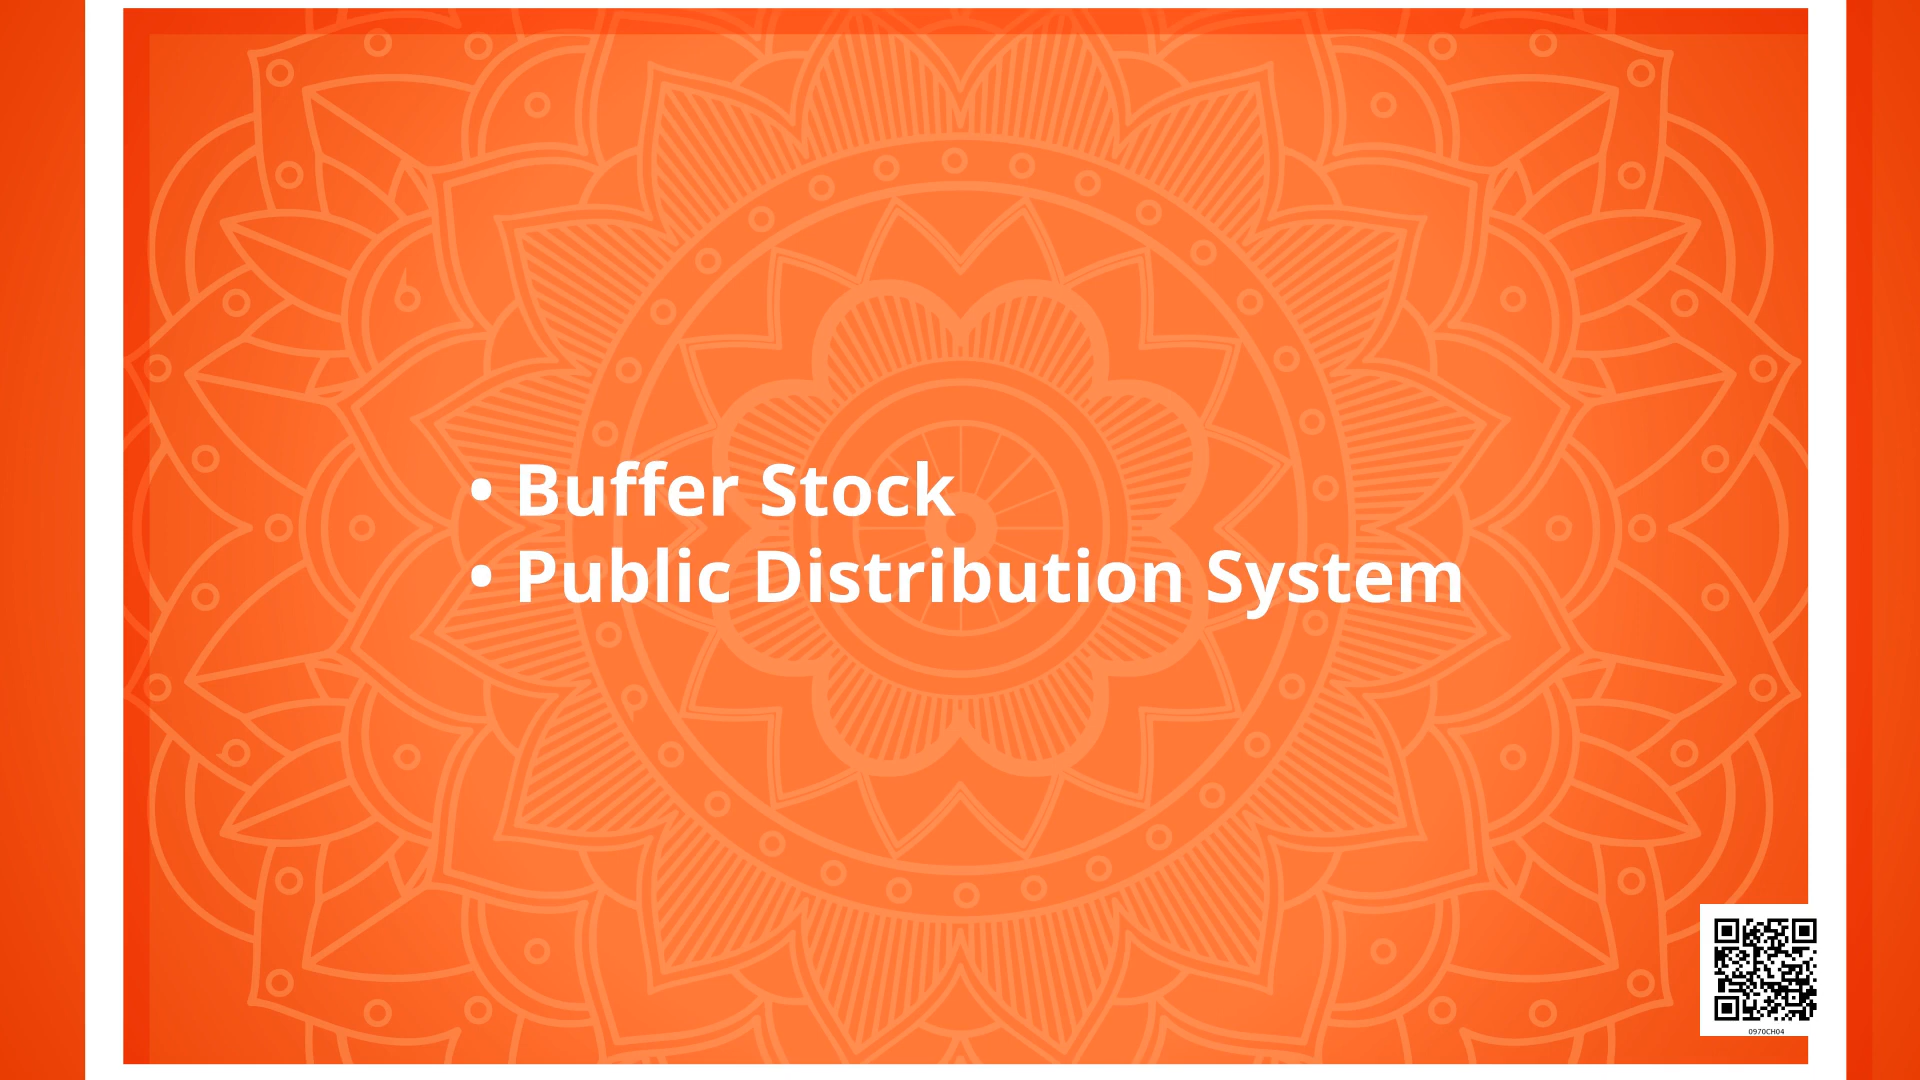 • Buffer Stock
• Public Distribution System
0970CH04